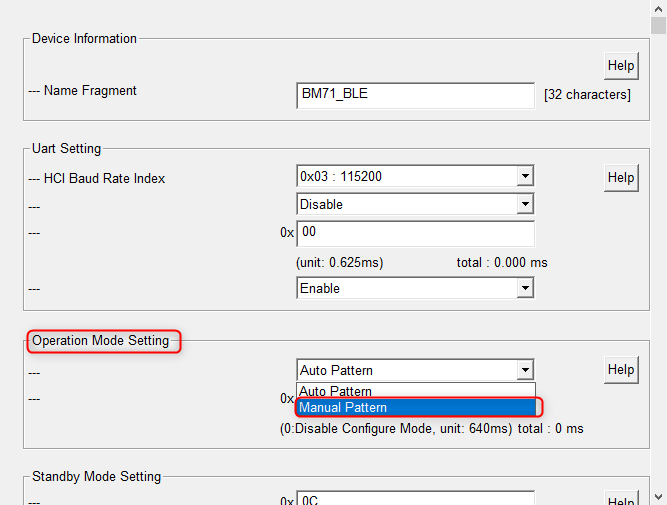 Device Information
Help
--- Name Fragment
BM71_BLE
[32 characters]
Uart Setting
--- HCI Baud Rate Index
0x03 : 115200
Help
---
Disable
---
0x
00
(unit: 0.625ms)
total : 0.000 ms
---
Enable
Operation Mode Setting
---
Auto Pattern
Help
Auto Pattern
---
0x
Manual Pattern
(0:Disable Configure Mode, unit: 640ms)
total : 0 ms
Standby Mode Setting
---
0x
0C
Help